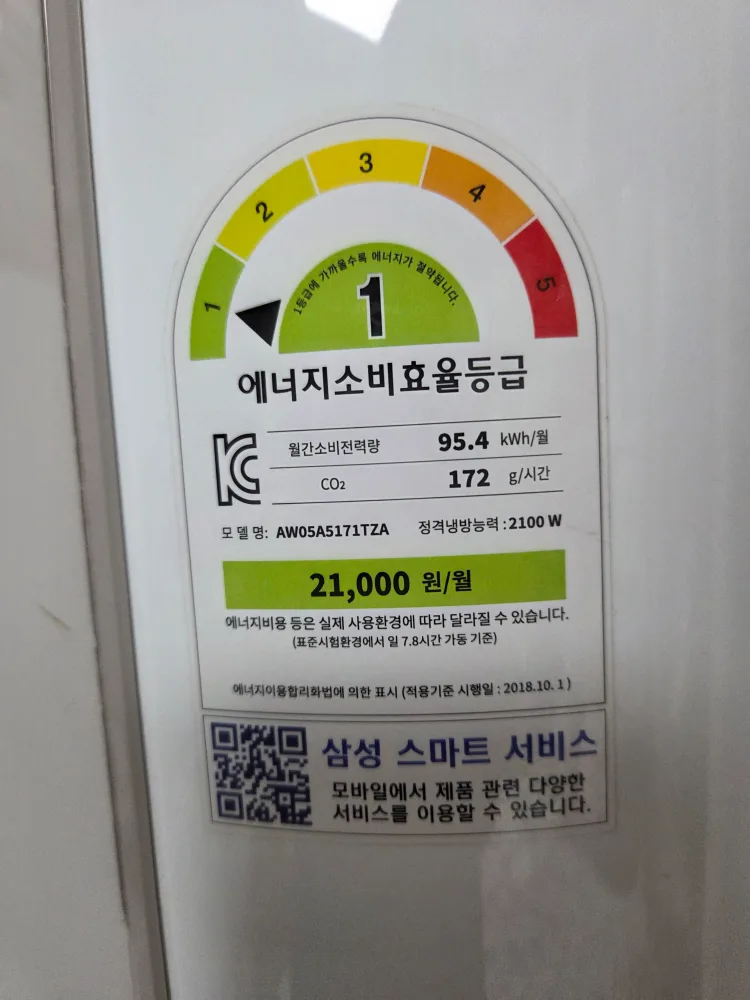 1
2
3
4
5
1등급에 가까울수록 에너지가 절약됩니다.
1
에너지소비효율등급
월간소비전력량 95.4 kWh/월
CO₂ 172 g/시간
모 델 명: AW05A5171TZA 정격냉방능력 : 2100 W
21,000 원/월
에너지비용 등은 실제 사용환경에 따라 달라질 수 있습니다.
(표준시험환경에서 일 7.8시간 가동 기준)
에너지이용합리화법에 의한 표시 (적용기준 시행일 : 2018.10. 1 )
삼성 스마트 서비스
모바일에서 제품 관련 다양한
서비스를 이용할 수 있습니다.